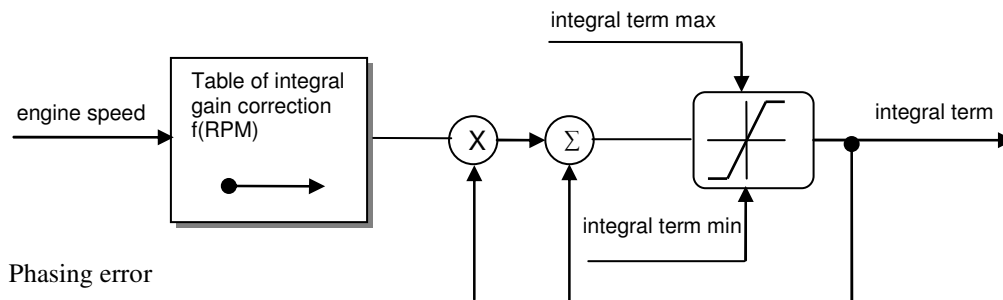 integral term max
Table of integral
gain correction
f(RPM)
engine speed
integral term
X
Σ
integral term min
Phasing error